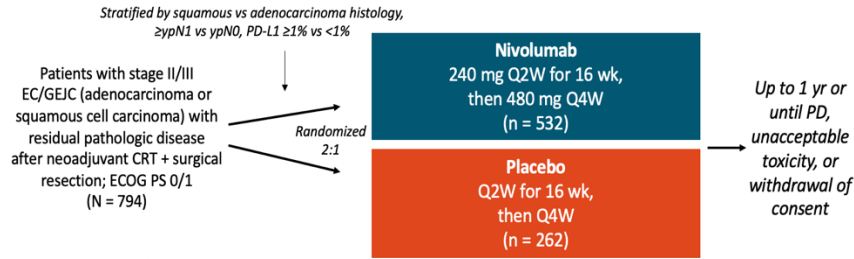 Stratified by squamous vs adenocarcinoma histology,
≥ypN1 vs ypN0, PD-L1 ≥1% vs <1%
Patients with stage II/III
EC/GEJC (adenocarcinoma or
squamous cell carcinoma) with
residual pathologic disease
after neoadjuvant CRT + surgical
resection; ECOG PS 0/1
(N = 794)
Randomized
2:1
Nivolumab
240 mg Q2W for 16 wk,
then 480 mg Q4W
(n = 532)
Placebo
Q2W for 16 wk,
then Q4W
(n = 262)
Up to 1 yr or
until PD,
unacceptable
toxicity, or
withdrawal of
consent